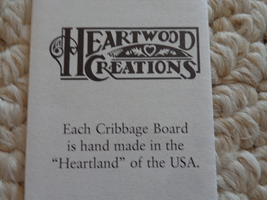 HEARTWOOD
CREATIONS
Each Cribbage Board
is hand made in the
“Heartland” of the USA.